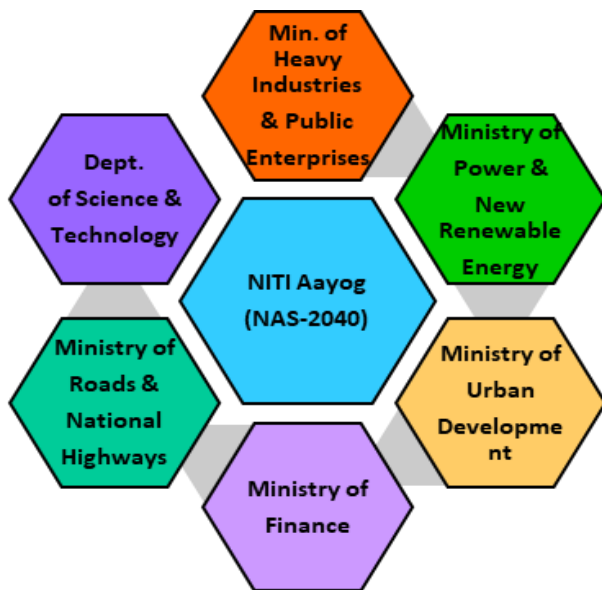 Min. of
Heavy
Industries
& Public
Enterprises
Ministry of
Power &
New
Renewable
Energy
Dept.
of Science &
Technology
NITI Aayog
(NAS-2040)
Ministry of
Roads &
National
Highways
Ministry of
Urban
Developme
nt
Ministry of
Finance